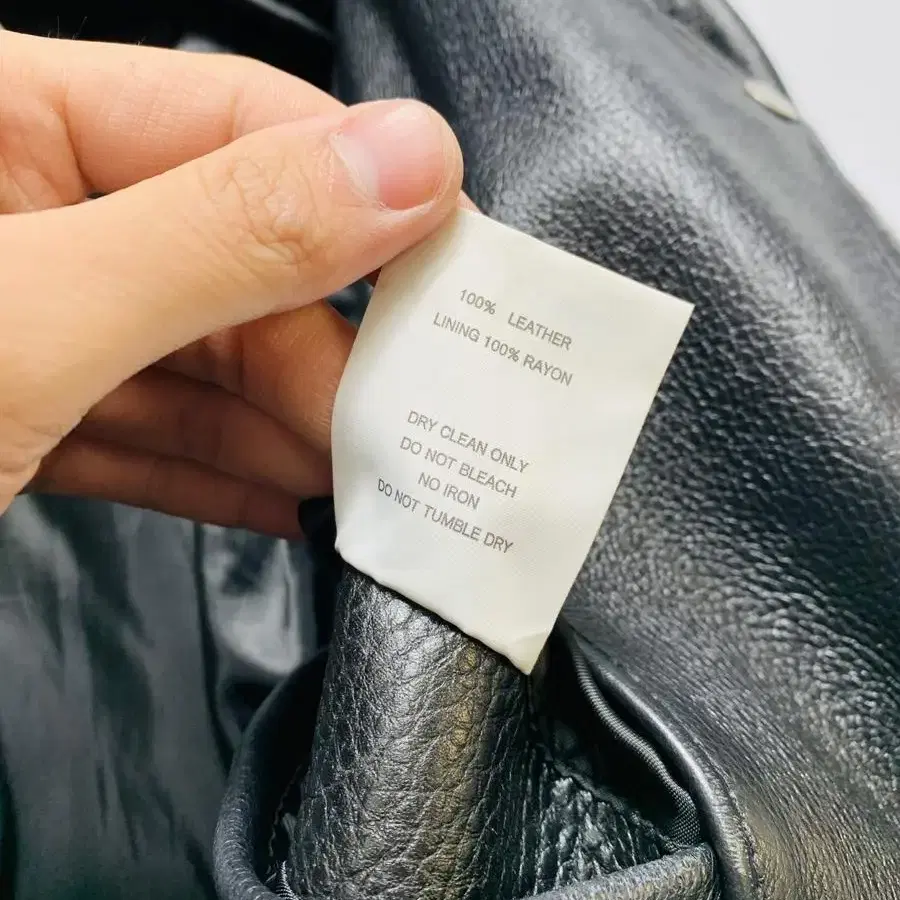 100% LEATHER
LINING 100% RAYON
DRY CLEAN ONLY
DO NOT BLEACH
NO IRON
DO NOT TUMBLE DRY